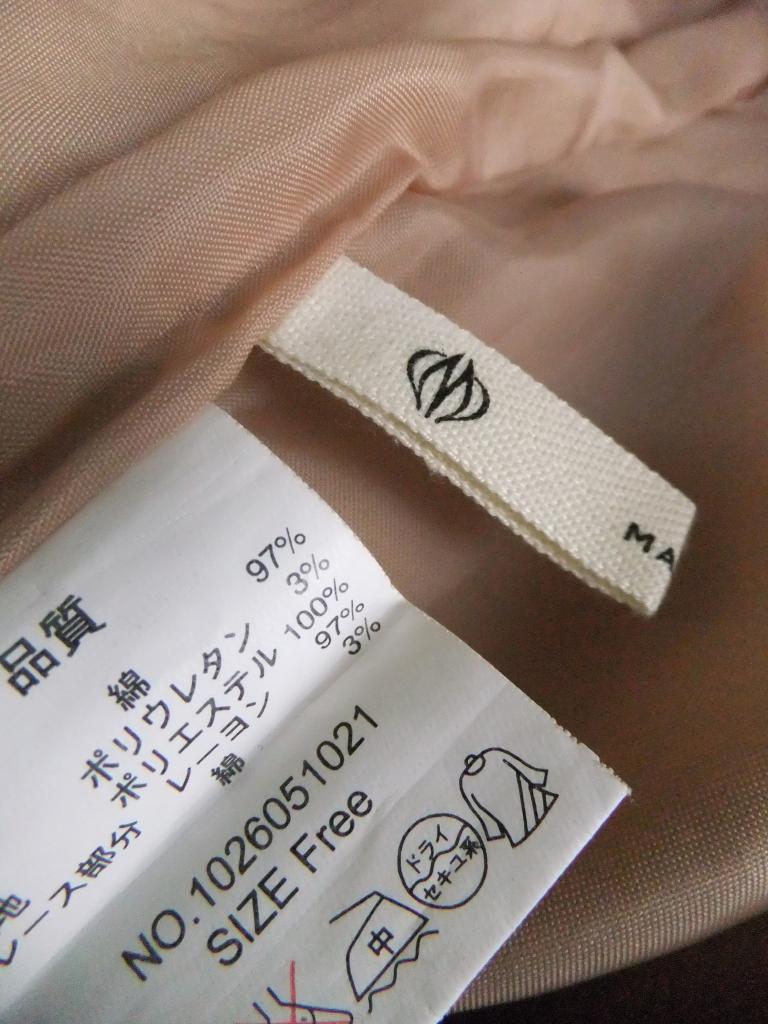 MA
品質
綿 97%
ポリウレタン 3%
ポリエステル 100%
レーヨン 97%
綿 3%
地
レース部分
NO.1026051021
SIZE Free
中
ドライ
セキユ系